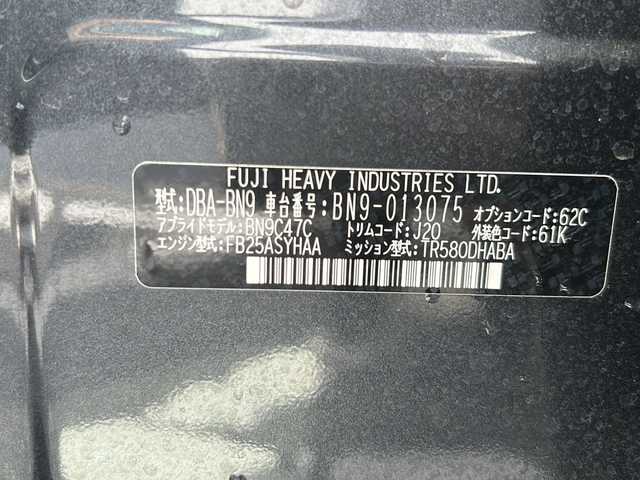 FUJI HEAVY INDUSTRIES LTD.
型式:DBA-BN9 車台番号:BN9-013075 オプションコード:62C
アプライドモデル:BN9C47C トリムコード:J20 外装色コード:61K
エンジン型式:FB25ASYHAA ミッション型式:TR580DHABA